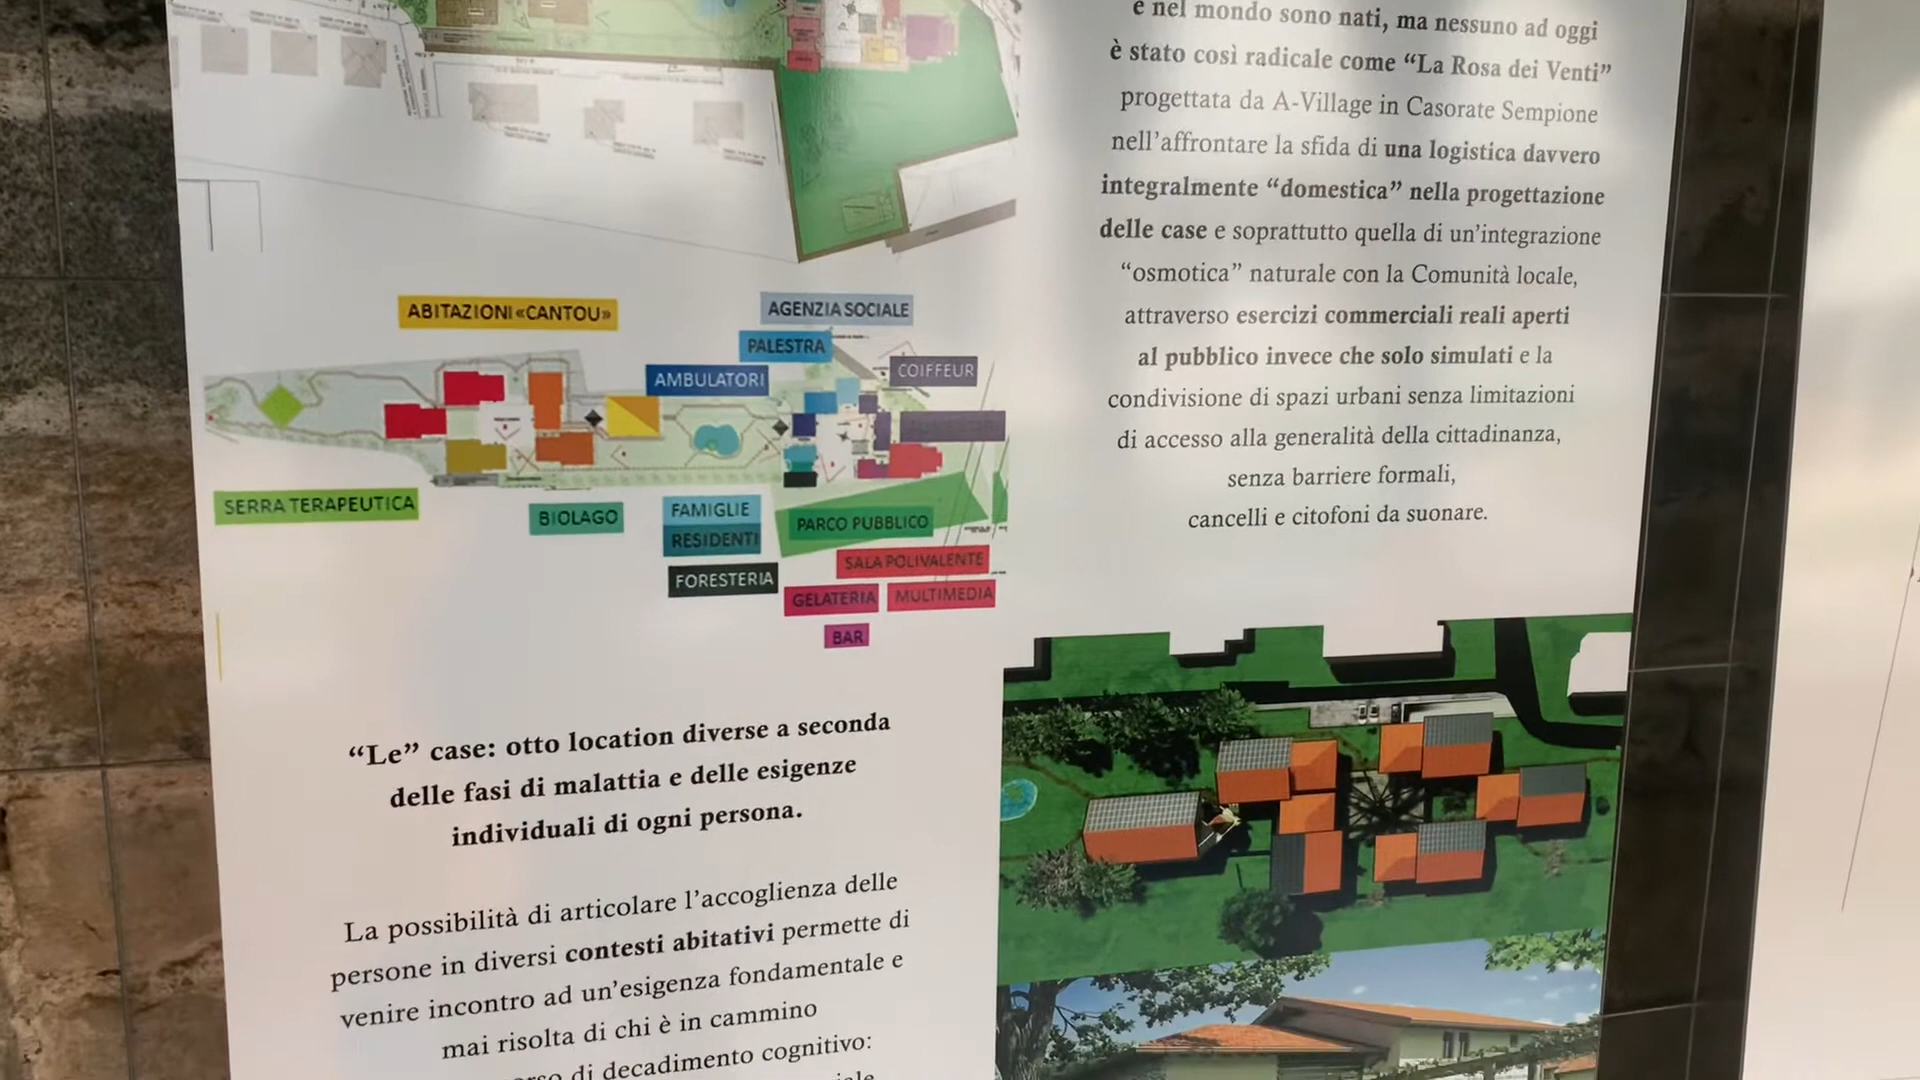 ABITAZIONI «CANTOU»
AGENZIA SOCIALE
PALESTRA
AMBULATORI
COIFFEUR
SERRA TERAPEUTICA
BIOLAGO
FAMIGLIE
RESIDENTI
FORESTERIA
PARCO PUBBLICO
SALA POLIVALENTE
GELATERIA
MULTIMEDIA
BAR
“Le” case: otto location diverse a seconda
delle fasi di malattia e delle esigenze
individuali di ogni persona.
La possibilità di articolare l’accoglienza delle
persone in diversi contesti abitativi permette di
venire incontro ad un’esigenza fondamentale e
mai risolta di chi è in cammino
di decadimento cognitivo:
e nel mondo sono nati, ma nessuno ad oggi
è stato così radicale come “La Rosa dei Venti”
progettata da A-Village in Casorate Sempione
nell’affrontare la sfida di una logistica davvero
integralmente “domestica” nella progettazione
delle case e soprattutto quella di un’integrazione
“osmotica” naturale con la Comunità locale,
attraverso esercizi commerciali reali aperti
al pubblico invece che solo simulati e la
condivisione di spazi urbani senza limitazioni
di accesso alla generalità della cittadinanza,
senza barriere formali,
cancelli e citofoni da suonare.